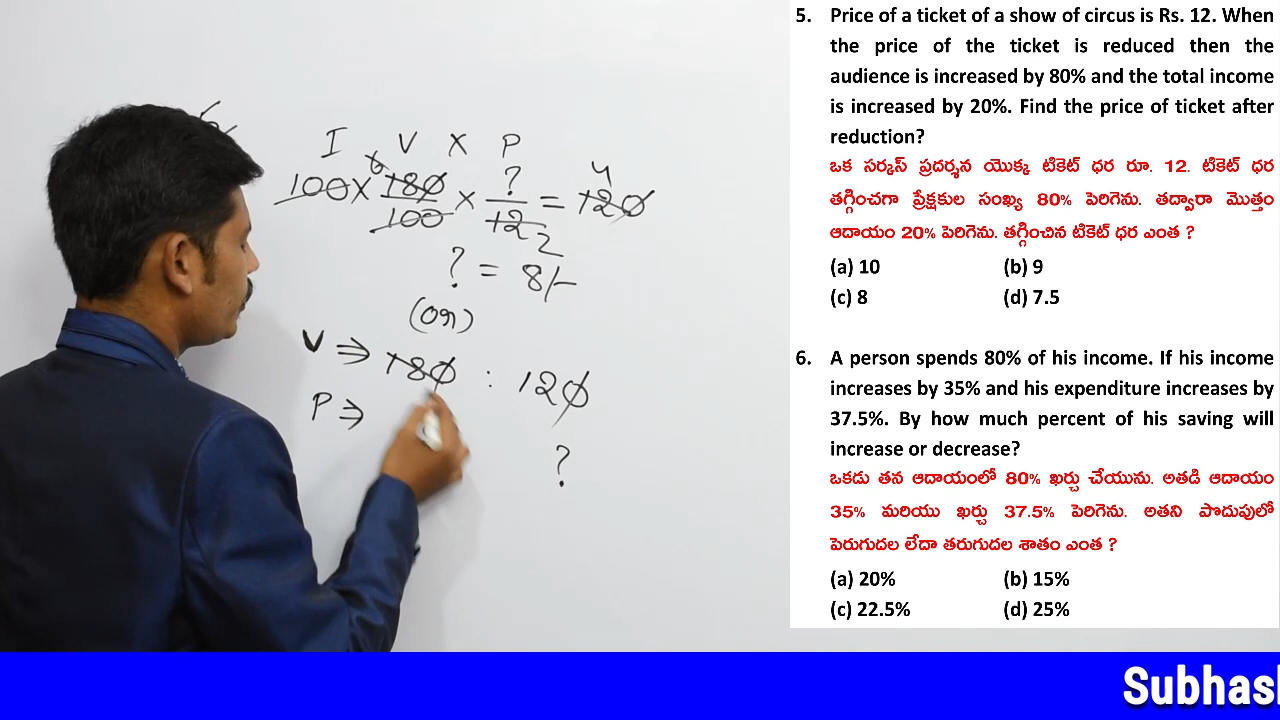 I V X P
100 X 180/100 X ?/12 = 120
6 4 2
? = 8/-
(or)
V ⇒ 180 : 120
P ⇒ ?
5. Price of a ticket of a show of circus is Rs. 12. When
the price of the ticket is reduced then the
audience is increased by 80% and the total income
is increased by 20%. Find the price of ticket after
reduction?
ఒక సర్కస్ ప్రదర్శన యొక్క టికెట్ ధర రూ. 12. టికెట్ ధర
తగ్గించగా ప్రేక్షకుల సంఖ్య 80% పెరిగెను. తద్వారా మొత్తం
ఆదాయం 20% పెరిగెను. తగ్గించిన టికెట్ ధర ఎంత ?
(a) 10 (b) 9
(c) 8 (d) 7.5
6. A person spends 80% of his income. If his income
increases by 35% and his expenditure increases by
37.5%. By how much percent of his saving will
increase or decrease?
ఒకడు తన ఆదాయంలో 80% ఖర్చు చేయును. అతడి ఆదాయం
35% మరియు ఖర్చు 37.5% పెరిగెను. అతని పొదుపులో
పెరుగుదల లేదా తరుగుదల శాతం ఎంత ?
(a) 20% (b) 15%
(c) 22.5% (d) 25%
Subhash